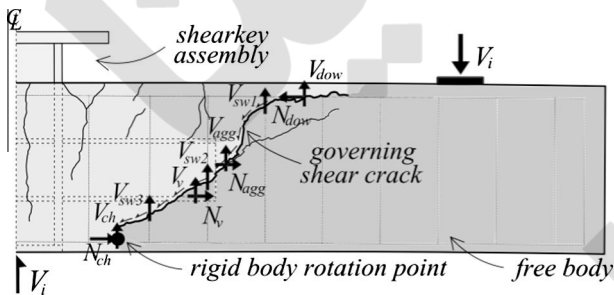 ℄
shearkey
assembly
V_i
V_dow
V_sw1
N_dow
V_agg
governing
shear crack
V_sw2
N_agg
V_v
V_sw3
N_v
V_ch
N_ch
rigid body rotation point
free body
V_i